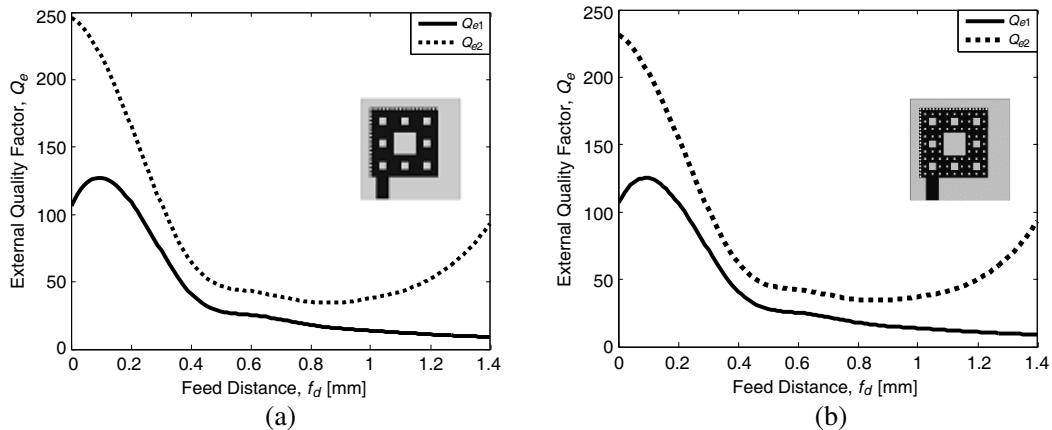 250
200
150
100
50
0
External Quality Factor, Qe
0 0.2 0.4 0.6 0.8 1 1.2 1.4
Feed Distance, fd [mm]
Qe1
Qe2
(a)
250
200
150
100
50
0
External Quality Factor, Qe
0 0.2 0.4 0.6 0.8 1 1.2 1.4
Feed Distance, fd [mm]
Qe1
Qe2
(b)